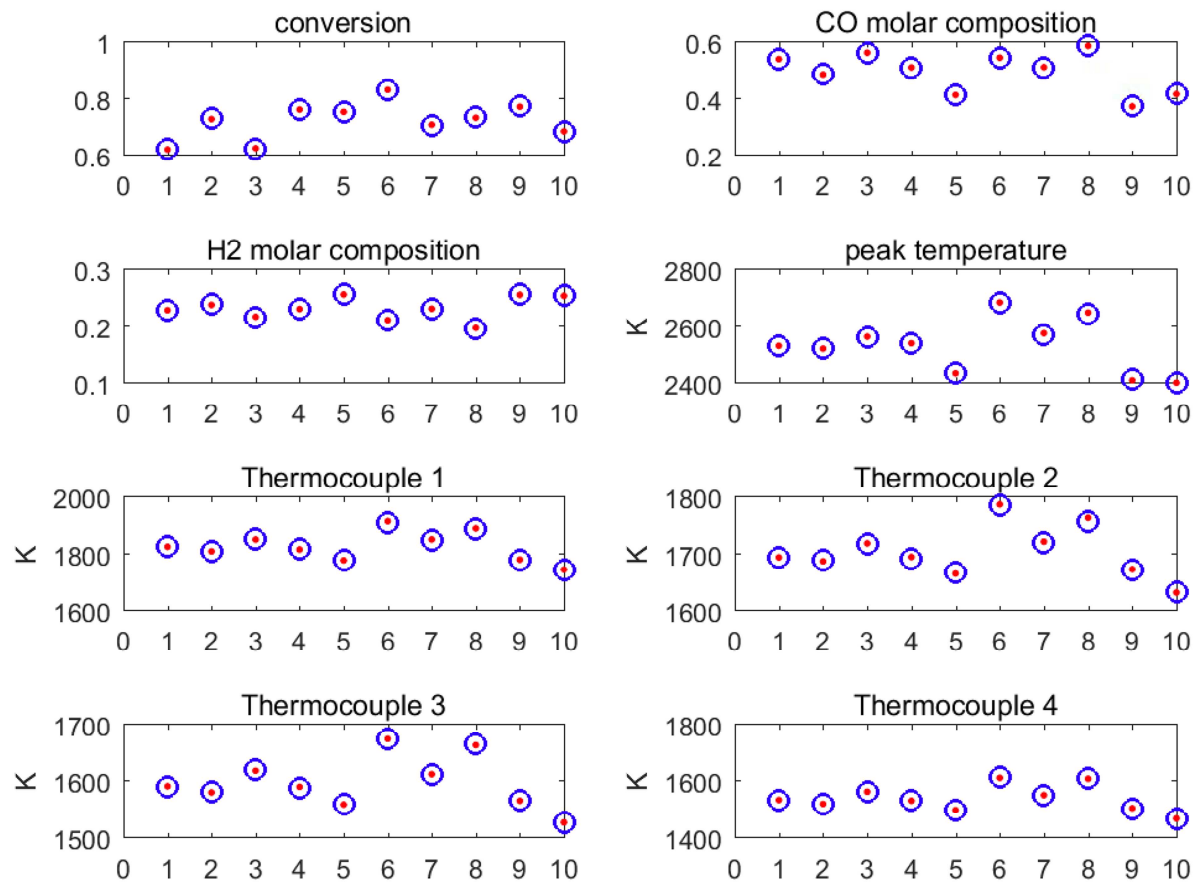 conversion
1
0.8
0.6
0 1 2 3 4 5 6 7 8 9 10
CO molar composition
0.6
0.4
0.2
0 1 2 3 4 5 6 7 8 9 10
H2 molar composition
0.3
0.2
0.1
0 1 2 3 4 5 6 7 8 9 10
peak temperature
K
2800
2600
2400
0 1 2 3 4 5 6 7 8 9 10
Thermocouple 1
K
2000
1800
1600
0 1 2 3 4 5 6 7 8 9 10
Thermocouple 2
K
1800
1700
1600
0 1 2 3 4 5 6 7 8 9 10
Thermocouple 3
K
1700
1600
1500
0 1 2 3 4 5 6 7 8 9 10
Thermocouple 4
K
1800
1600
1400
0 1 2 3 4 5 6 7 8 9 10